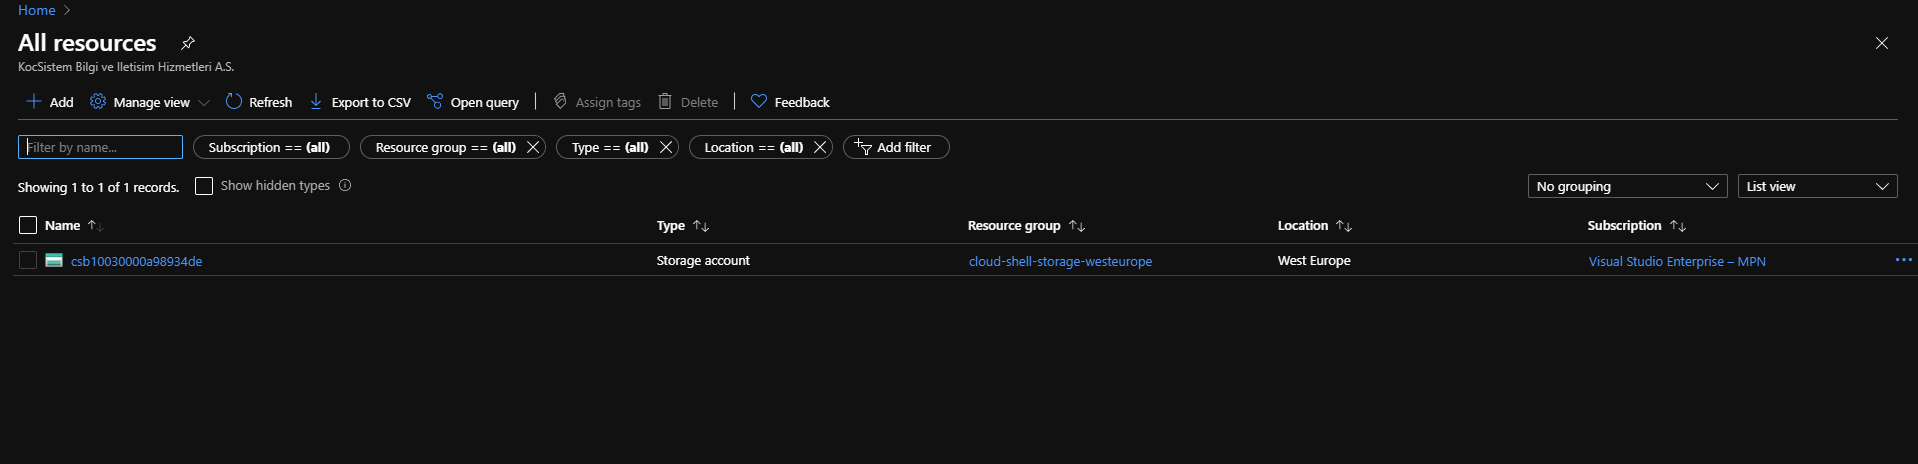 Home >
All resources
KocSistem Bilgi ve Iletisim Hizmetleri A.S.
Add Manage view Refresh Export to CSV Open query Assign tags Delete Feedback
Filter by name... Subscription == (all) Resource group == (all) Type == (all) Location == (all) Add filter
Showing 1 to 1 of 1 records. Show hidden types No grouping List view
Name Type Resource group Location Subscription
csb10030000a98934de Storage account cloud-shell-storage-westeurope West Europe Visual Studio Enterprise – MPN